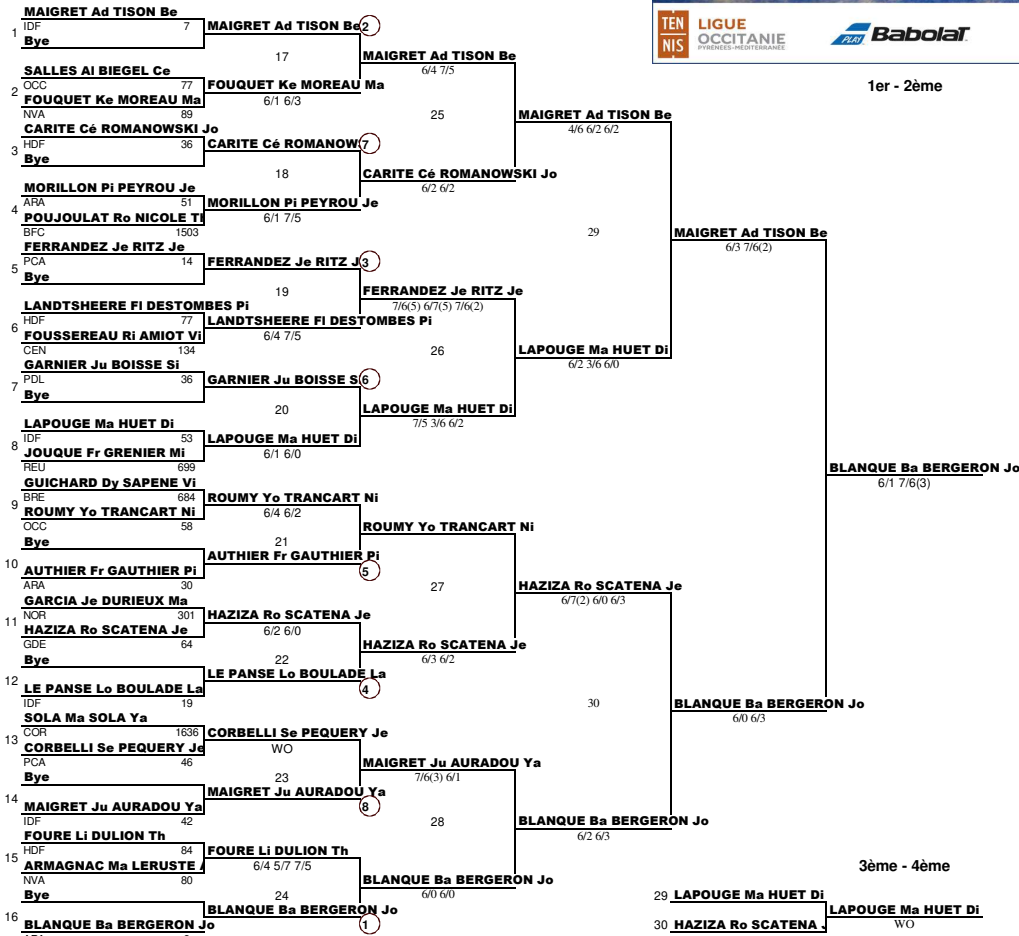 TEN
NIS
LIGUE
OCCITANIE
PYRÉNÉES-MÉDITERRANÉE
PLAY Babolat
1er - 2ème
1
MAIGRET Ad TISON Be
IDF 7
Bye
2
SALLES Al BIEGEL Ce
OCC 77
FOUQUET Ke MOREAU Ma
NVA 89
3
CARITE Cé ROMANOWSKI Jo
HDF 36
Bye
4
MORILLON Pi PEYROU Je
ARA 51
POUJOULAT Ro NICOLE
BFC 1503
5
FERRANDEZ Je RITZ Je
PCA 14
Bye
6
LANDTSHEERE Fl DESTOMBES Pi
HDF 77
FOUSSEREAU Ri AMIOT Vi
CEN 134
7
GARNIER Ju BOISSE Si
PDL 36
Bye
8
LAPOUGE Ma HUET Di
IDF 53
JOUQUE Fr GRENIER Mi
REU 699
9
GUICHARD Dy SAPENE Vi
BRE 684
ROUMY Yo TRANCART Ni
OCC 58
10
Bye
AUTHIER Fr GAUTHIER Pi
ARA 30
11
GARCIA Je DURIEUX Ma
NOR 301
HAZIZA Ro SCATENA Je
GDE 64
12
Bye
LE PANSE Lo BOULADE La
IDF 19
13
SOLA Ma SOLA Ya
COR 1636
CORBELLI Se PEQUERY Je
PCA 46
14
Bye
MAIGRET Ju AURADOU Ya
IDF 42
15
FOURE Li DULION Th
HDF 84
ARMAGNAC Ma LERUSTE
NVA 80
16
Bye
BLANQUE Ba BERGERON Jo
MAIGRET Ad TISON Be 2
17
FOUQUET Ke MOREAU Ma
6/1 6/3
CARITE Cé ROMANOW 7
18
MORILLON Pi PEYROU Je
6/1 7/5
FERRANDEZ Je RITZ J 3
19
LANDTSHEERE Fl DESTOMBES Pi
6/4 7/5
GARNIER Ju BOISSE S 6
20
LAPOUGE Ma HUET Di
6/1 6/0
ROUMY Yo TRANCART Ni
6/4 6/2
21
AUTHIER Fr GAUTHIER Pi
5
HAZIZA Ro SCATENA Je
6/2 6/0
22
LE PANSE Lo BOULADE La
4
CORBELLI Se PEQUERY Je
WO
23
MAIGRET Ju AURADOU Ya
8
FOURE Li DULION Th
6/4 5/7 7/5
24
BLANQUE Ba BERGERON Jo
1
MAIGRET Ad TISON Be
6/4 7/5
25
CARITE Cé ROMANOWSKI Jo
6/2 6/2
FERRANDEZ Je RITZ Je
7/6(5) 6/7(5) 7/6(2)
26
LAPOUGE Ma HUET Di
7/5 3/6 6/2
ROUMY Yo TRANCART Ni
27
HAZIZA Ro SCATENA Je
6/3 6/2
MAIGRET Ju AURADOU Ya
7/6(3) 6/1
28
BLANQUE Ba BERGERON Jo
6/0 6/0
MAIGRET Ad TISON Be
4/6 6/2 6/2
29
LAPOUGE Ma HUET Di
6/2 3/6 6/0
HAZIZA Ro SCATENA Je
6/7(2) 6/0 6/3
30
BLANQUE Ba BERGERON Jo
6/2 6/3
MAIGRET Ad TISON Be
6/3 7/6(2)
BLANQUE Ba BERGERON Jo
6/0 6/3
BLANQUE Ba BERGERON Jo
6/1 7/6(3)
3ème - 4ème
29 LAPOUGE Ma HUET Di
30 HAZIZA Ro SCATENA
LAPOUGE Ma HUET Di
WO